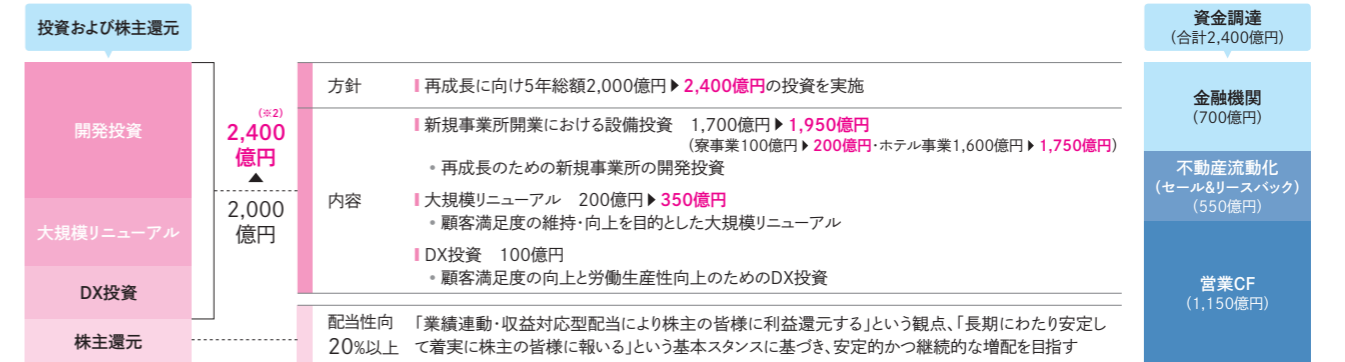 投資および株主還元
開発投資
大規模リニューアル
DX投資
株主還元
(※2)
2,400
億円
▲
2,000
億円
方針
再成長に向け5年総額2,000億円▶2,400億円の投資を実施
内容
新規事業所開業における設備投資 1,700億円▶1,950億円
(寮事業100億円▶200億円・ホテル事業1,600億円▶1,750億円)
• 再成長のための新規事業所の開発投資
大規模リニューアル 200億円▶350億円
• 顧客満足度の維持・向上を目的とした大規模リニューアル
DX投資 100億円
• 顧客満足度の向上と労働生産性向上のためのDX投資
配当性向
20%以上
「業績連動・収益対応型配当により株主の皆様に利益還元する」という観点、「長期にわたり安定し
て着実に株主の皆様に報いる」という基本スタンスに基づき、安定的かつ継続的な増配を目指す
資金調達
(合計2,400億円)
金融機関
(700億円)
不動産流動化
(セール&リースバック)
(550億円)
営業CF
(1,150億円)